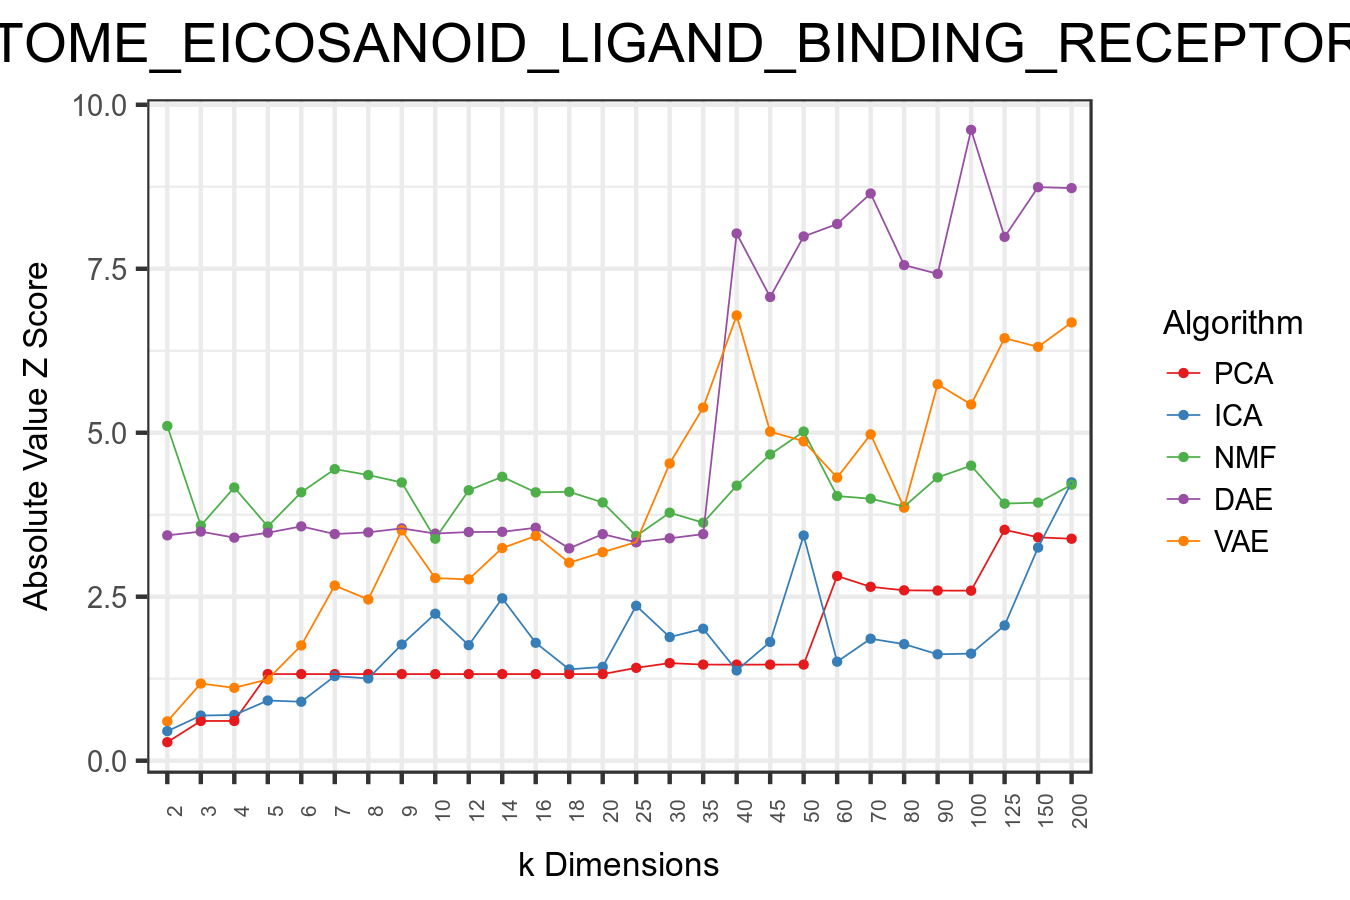 TOME_EICOSANOID_LIGAND_BINDING_RECEPTOR
10.0
7.5
5.0
2.5
0.0
Absolute Value Z Score
2 3 4 5 6 7 8 9 10 12 14 16 18 20 25 30 35 40 45 50 60 70 80 90 100 125 150 200
k Dimensions
Algorithm
PCA
ICA
NMF
DAE
VAE